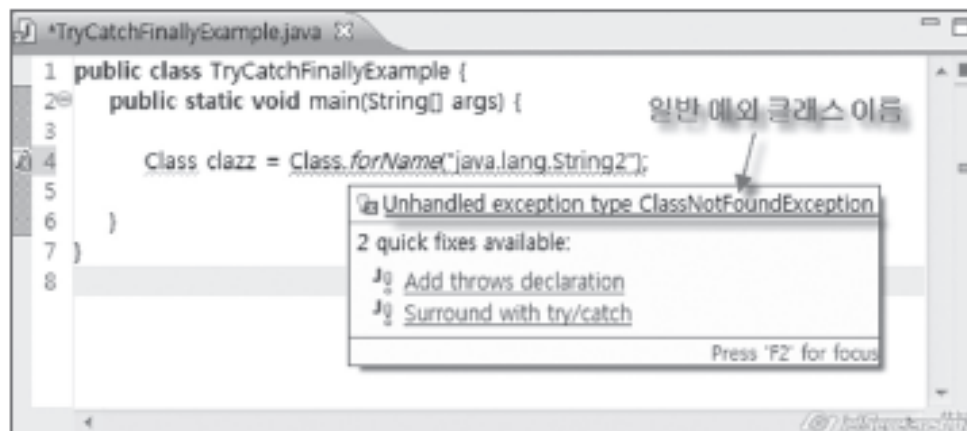 *TryCatchFinallyExample.java
1 public class TryCatchFinallyExample {
2 public static void main(String[] args) {
일반 예외 클래스 이름
3
4 Class clazz = Class.forName("java.lang.String2");
5
Unhandled exception type ClassNotFoundException
6 }
2 quick fixes available:
7 }
8
Add throws declaration
Surround with try/catch
Press 'F2' for focus